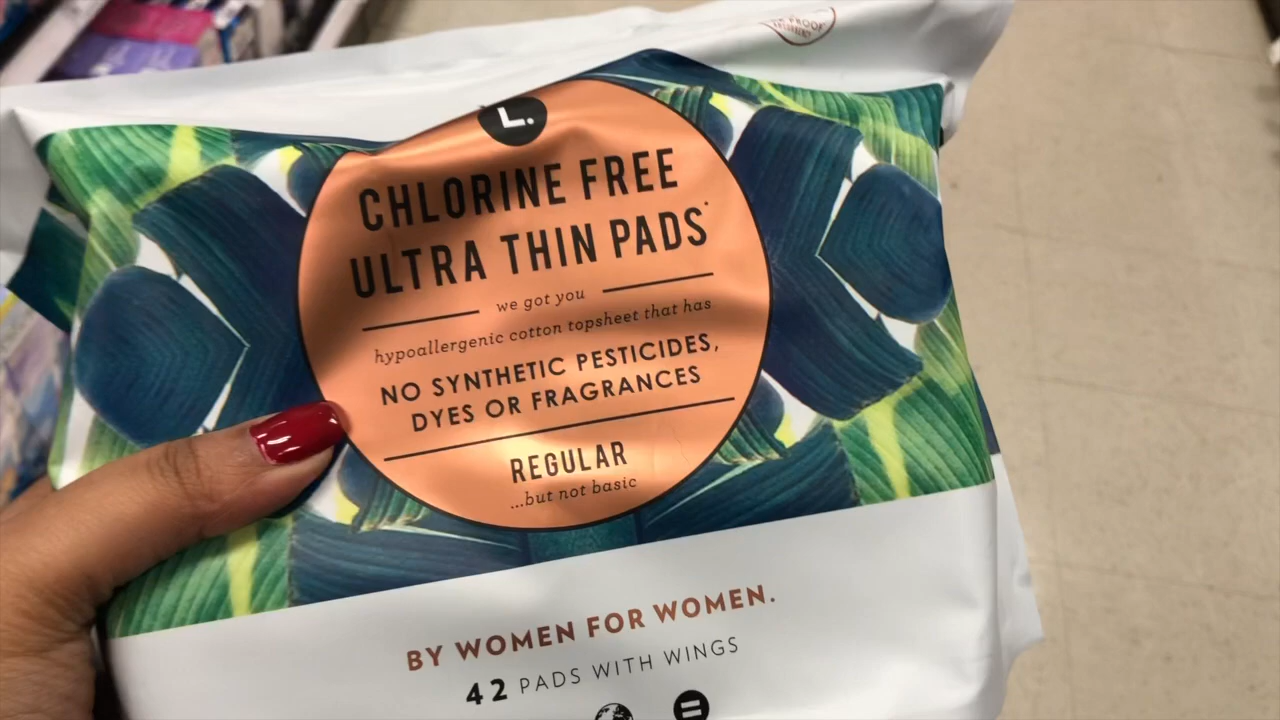 L.
CHLORINE FREE
ULTRA THIN PADS*
we got you
hypoallergenic cotton topsheet that has
NO SYNTHETIC PESTICIDES,
DYES OR FRAGRANCES
REGULAR
...but not basic
BY WOMEN FOR WOMEN.
42 PADS WITH WINGS